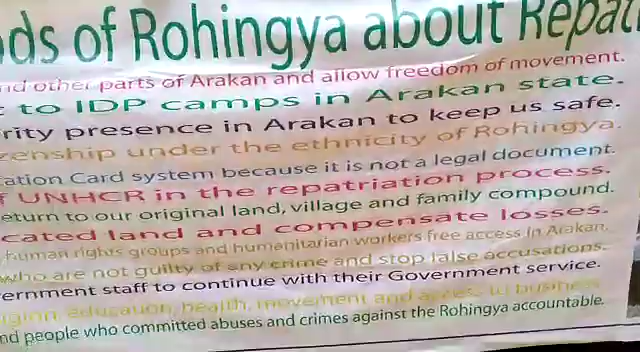 ds of Rohingya about Repat
nd other parts of Arakan and allow freedom of movement.
to IDP camps in Arakan state.
rity presence in Arakan to keep us safe.
zenship under the ethnicity of Rohingya.
ation Card system because it is not a legal document.
f UNHCR in the repatriation process.
eturn to our original land, village and family compound.
cated land and compensate losses.
human rights groups and humanitarian workers free access in Arakan.
who are not guilty of any crime and stop false accusations.
ernment staff to continue with their Government service.
gion, education, health, movement and access to business.
nd people who committed abuses and crimes against the Rohingya accountable.